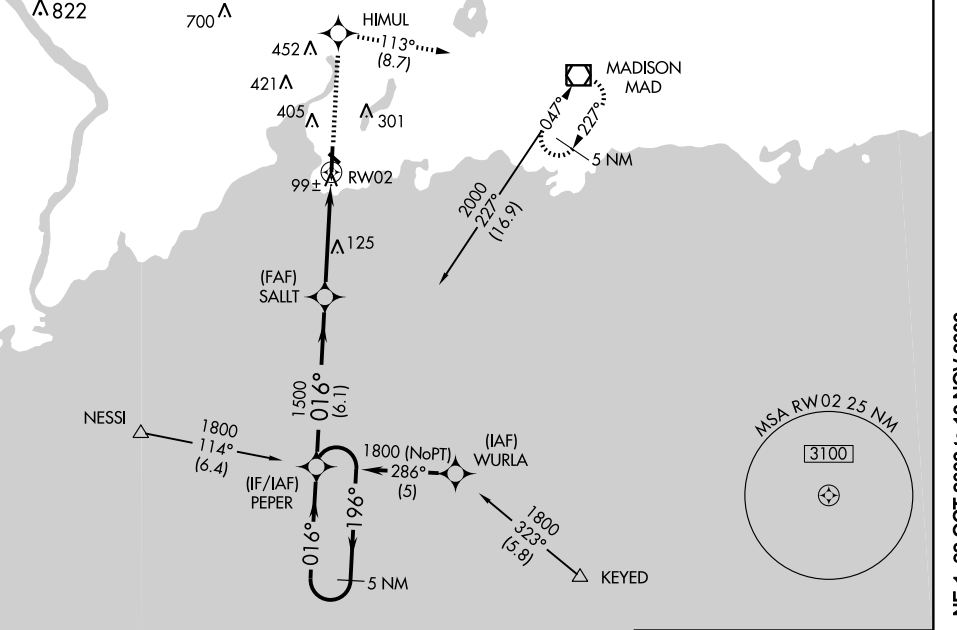 822
700
HIMUL
113°
(8.7)
452
421
405
301
MADISON
MAD
047°
227°
5 NM
99±
RW02
2000
227°
(16.9)
125
(FAF)
SALLT
1500
016°
(6.1)
NESSI
1800
114°
(6.4)
1800 (NoPT)
286°
(5)
(IAF)
WURLA
(IF/IAF)
PEPER
016°
196°
5 NM
1800
323°
(5.8)
KEYED
MSA RW02 25 NM
3100